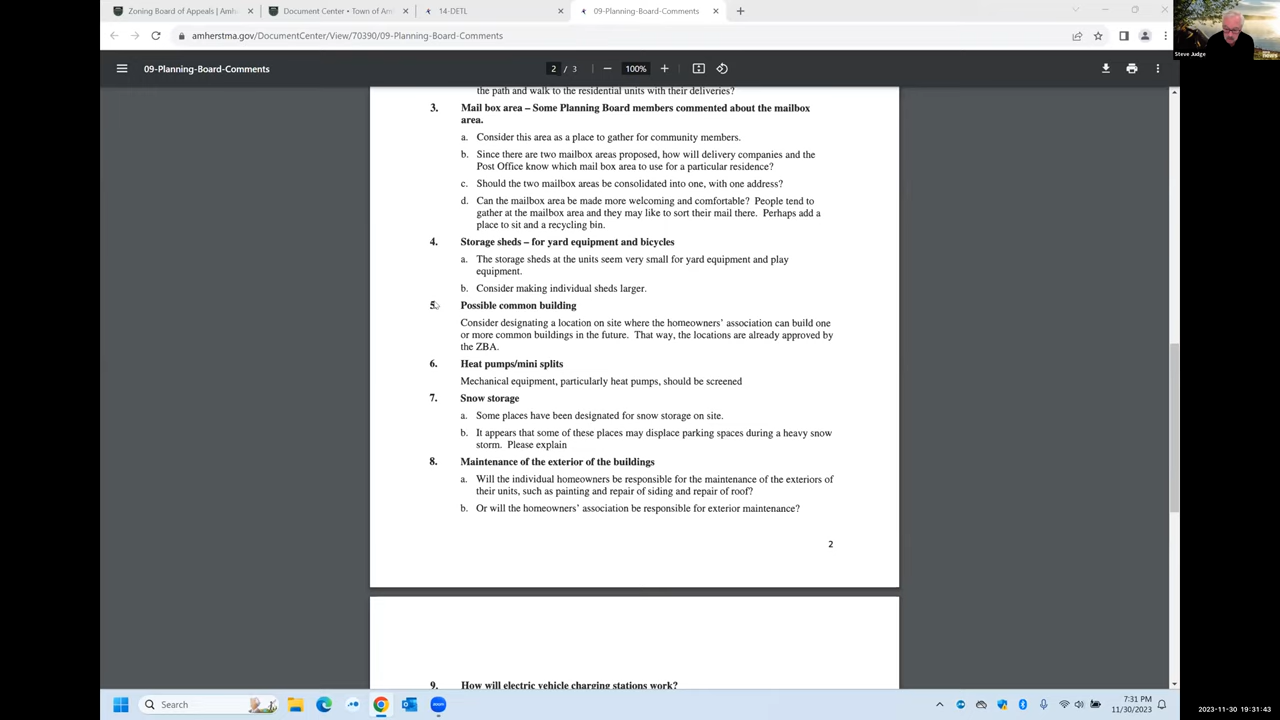 Zoning Board of Appeals | Amh
Document Center • Town of Am
14-DETL
09-Planning-Board-Comments
amherstma.gov/DocumentCenter/View/70390/09-Planning-Board-Comments
Steve Judge
09-Planning-Board-Comments
2 / 3
100%
the path and walk to the residential units with their deliveries?
3. Mail box area – Some Planning Board members commented about the mailbox
area.
a. Consider this area as a place to gather for community members.
b. Since there are two mailbox areas proposed, how will delivery companies and the
Post Office know which mail box area to use for a particular residence?
c. Should the two mailbox areas be consolidated into one, with one address?
d. Can the mailbox area be made more welcoming and comfortable? People tend to
gather at the mailbox area and they may like to sort their mail there. Perhaps add a
place to sit and a recycling bin.
4. Storage sheds – for yard equipment and bicycles
a. The storage sheds at the units seem very small for yard equipment and play
equipment.
b. Consider making individual sheds larger.
5. Possible common building
Consider designating a location on site where the homeowners' association can build one
or more common buildings in the future. That way, the locations are already approved by
the ZBA.
6. Heat pumps/mini splits
Mechanical equipment, particularly heat pumps, should be screened
7. Snow storage
a. Some places have been designated for snow storage on site.
b. It appears that some of these places may displace parking spaces during a heavy snow
storm. Please explain
8. Maintenance of the exterior of the buildings
a. Will the individual homeowners be responsible for the maintenance of the exteriors of
their units, such as painting and repair of siding and repair of roof?
b. Or will the homeowners' association be responsible for exterior maintenance?
2
9. How will electric vehicle charging stations work?
Search
7:31 PM
11/30/2023
2023-11-30 19:31:43